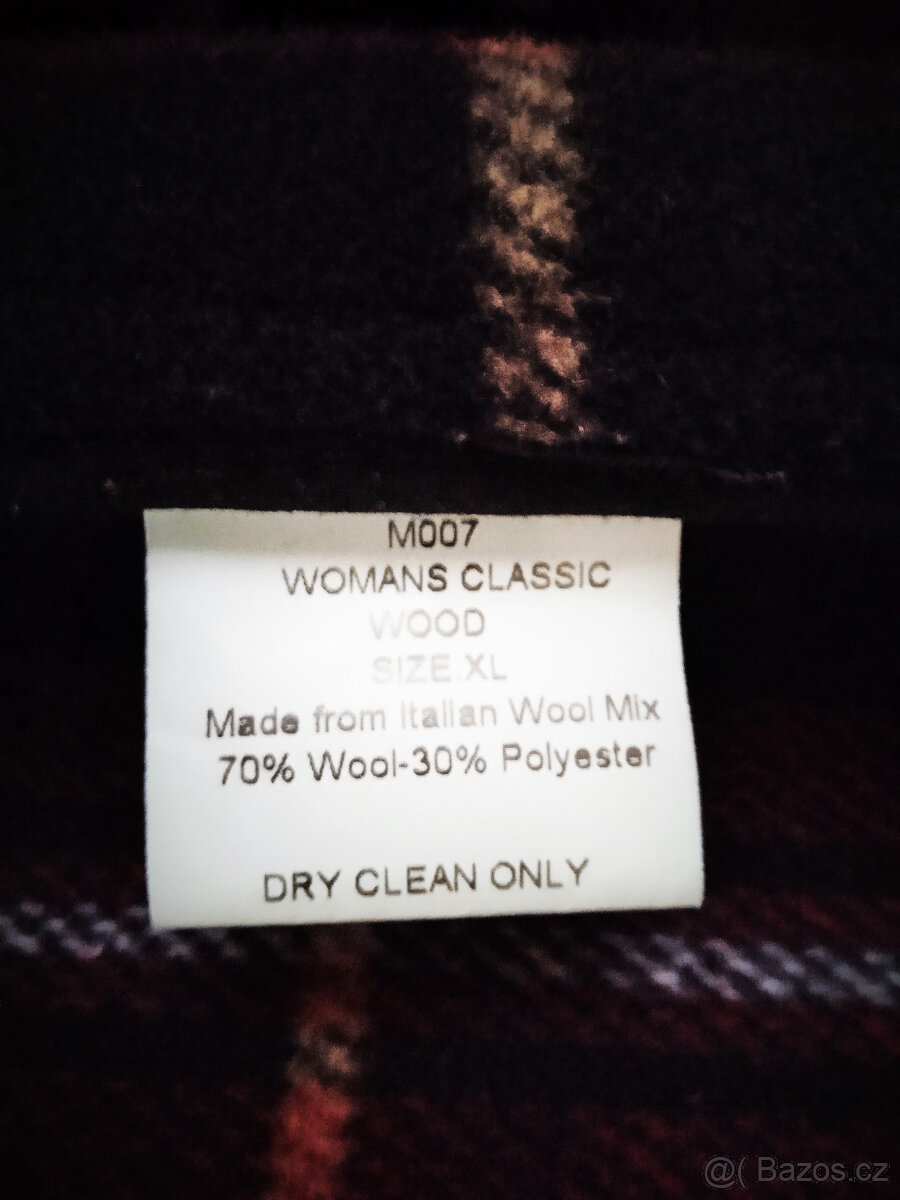 M007
WOMANS CLASSIC
WOOD
SIZE.XL
Made from Italian Wool Mix
70% Wool-30% Polyester
DRY CLEAN ONLY
@( Bazos.cz